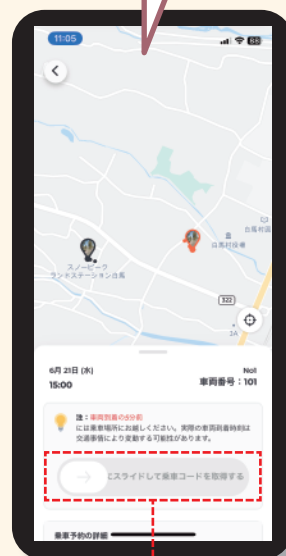 11:05
88
白馬村役場
スノーピーク
ランドステーション白馬
322
6月 21日 (水)
No1
15:00
車両番号：101
注：車両到着の5分前
には乗車場所にお越しください。実際の車両到着時刻は
交通事情により変動する可能性があります。
にスライドして乗車コードを取得する
乗車予約の詳細